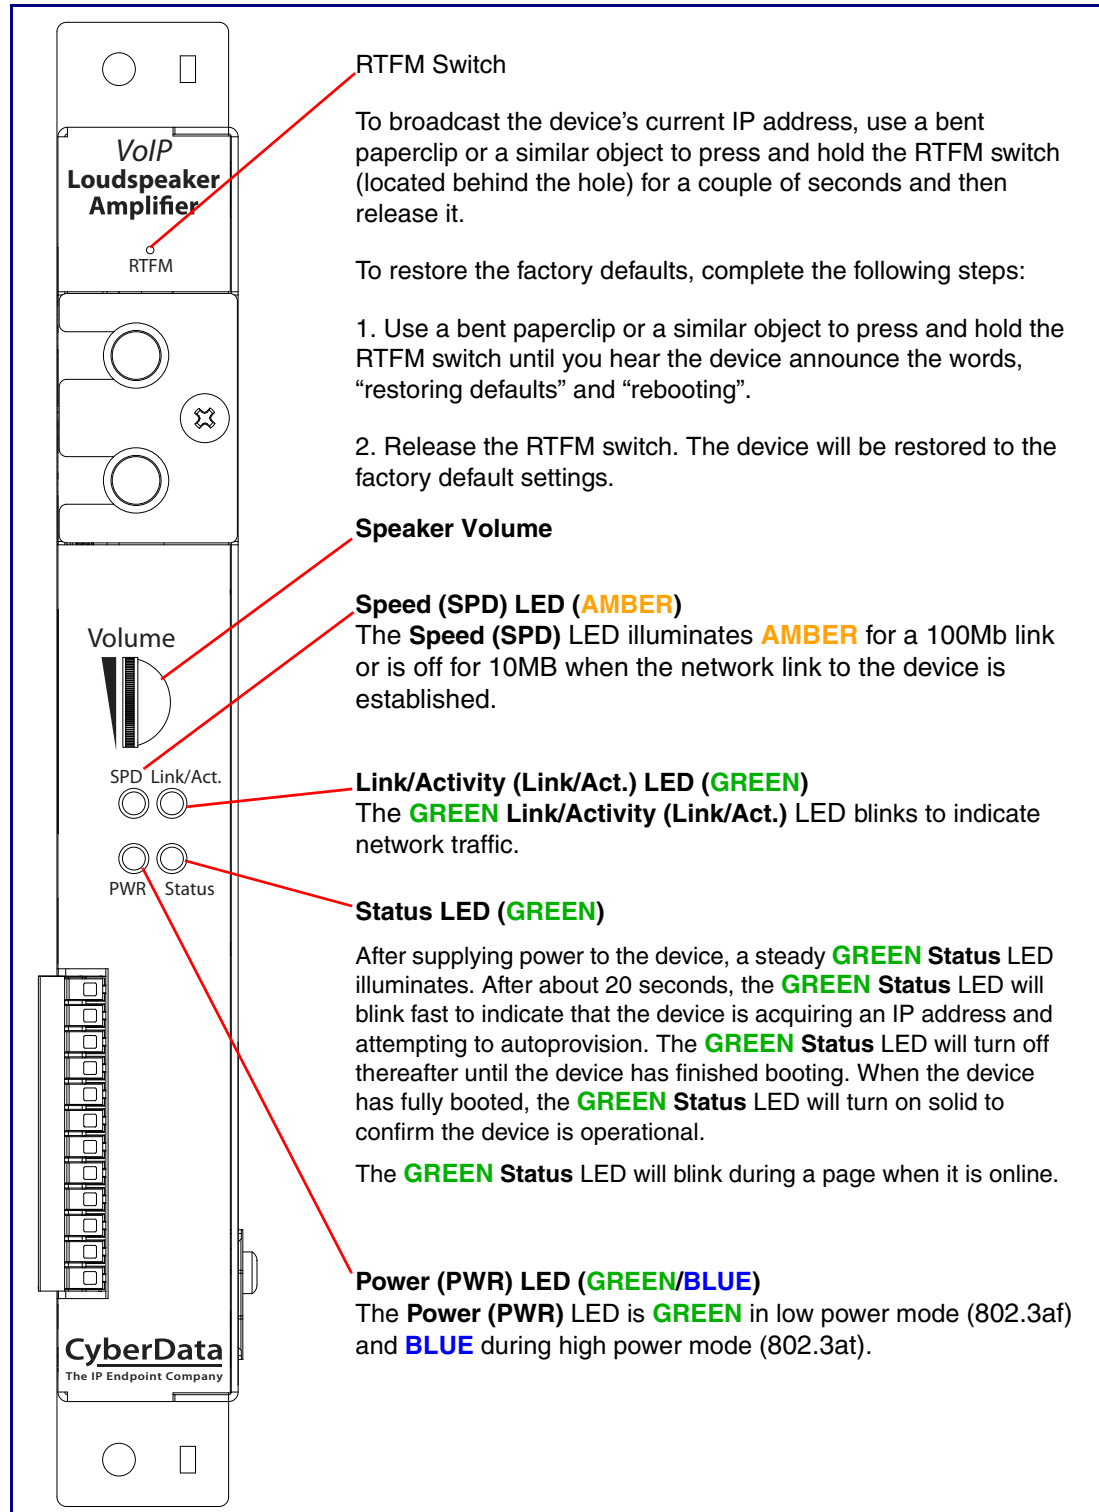 VoIP
Loudspeaker
Amplifier
RTFM
Volume
SPD Link/Act.
PWR Status
CyberData
The IP Endpoint Company
RTFM Switch
To broadcast the device’s current IP address, use a bent
paperclip or a similar object to press and hold the RTFM switch
(located behind the hole) for a couple of seconds and then
release it.
To restore the factory defaults, complete the following steps:
1. Use a bent paperclip or a similar object to press and hold the
RTFM switch until you hear the device announce the words,
“restoring defaults” and “rebooting”.
2. Release the RTFM switch. The device will be restored to the
factory default settings.
Speaker Volume
Speed (SPD) LED (AMBER)
The Speed (SPD) LED illuminates AMBER for a 100Mb link
or is off for 10MB when the network link to the device is
established.
Link/Activity (Link/Act.) LED (GREEN)
The GREEN Link/Activity (Link/Act.) LED blinks to indicate
network traffic.
Status LED (GREEN)
After supplying power to the device, a steady GREEN Status LED
illuminates. After about 20 seconds, the GREEN Status LED will
blink fast to indicate that the device is acquiring an IP address and
attempting to autoprovision. The GREEN Status LED will turn off
thereafter until the device has finished booting. When the device
has fully booted, the GREEN Status LED will turn on solid to
confirm the device is operational.
The GREEN Status LED will blink during a page when it is online.
Power (PWR) LED (GREEN/BLUE)
The Power (PWR) LED is GREEN in low power mode (802.3af)
and BLUE during high power mode (802.3at).